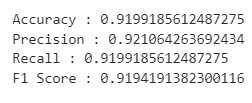 Accuracy : 0.9199185612487275
Precision : 0.921064263692434
Recall : 0.9199185612487275
F1 Score : 0.9194191382300116